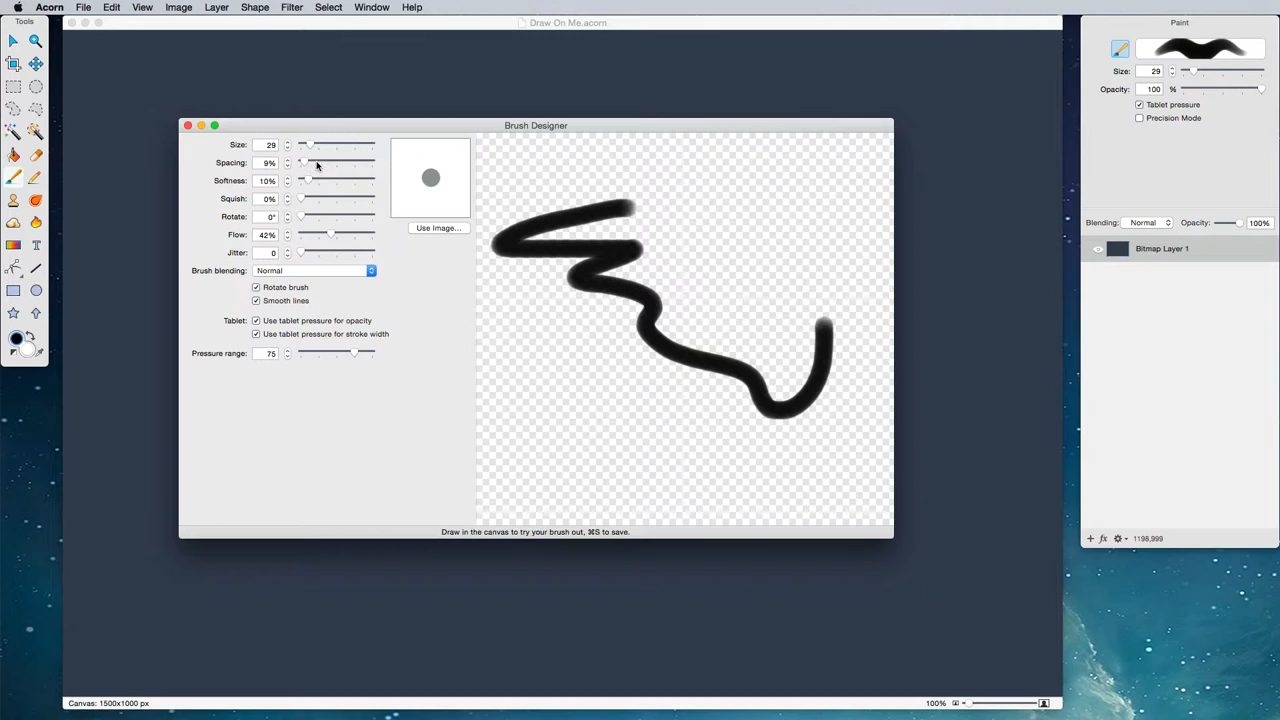 Acorn File Edit View Image Layer Shape Filter Select Window Help
Tools
Draw On Me.acorn
Paint
Size: 29
Opacity: 100 %
Tablet pressure
Precision Mode
Brush Designer
Size: 29
Spacing: 9%
Softness: 10%
Squish: 0%
Rotate: 0°
Flow: 42%
Jitter: 0
Use Image...
Brush blending: Normal
Rotate brush
Smooth lines
Tablet: Use tablet pressure for opacity
Use tablet pressure for stroke width
Pressure range: 75
Draw in the canvas to try your brush out, ⌘S to save.
Blending: Normal Opacity: 100%
Bitmap Layer 1
fx 1198,999
T
Canvas: 1500x1000 px
100%